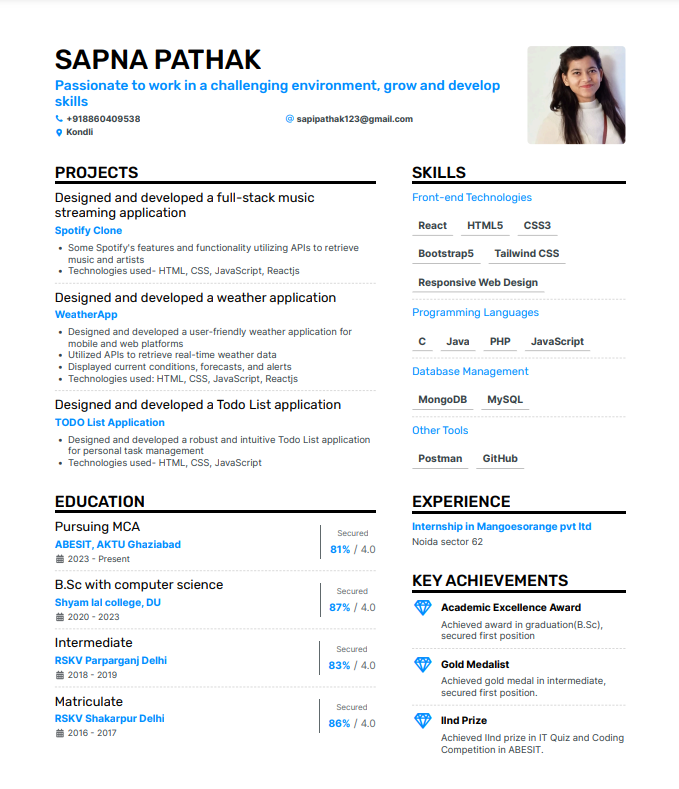 SAPNA PATHAK
Passionate to work in a challenging environment, grow and develop
skills
+918860409538
@ sapipathak123@gmail.com
Kondli
PROJECTS
Designed and developed a full-stack music
streaming application
Spotify Clone
• Some Spotify's features and functionality utilizing APIs to retrieve
music and artists
• Technologies used- HTML, CSS, JavaScript, Reactjs
Designed and developed a weather application
WeatherApp
• Designed and developed a user-friendly weather application for
mobile and web platforms
• Utilized APIs to retrieve real-time weather data
• Displayed current conditions, forecasts, and alerts
• Technologies used: HTML, CSS, JavaScript, Reactjs
Designed and developed a Todo List application
TODO List Application
• Designed and developed a robust and intuitive Todo List application
for personal task management
• Technologies used- HTML, CSS, JavaScript
EDUCATION
Pursuing MCA
ABESIT, AKTU Ghaziabad
2023 - Present
Secured
81% / 4.0
B.Sc with computer science
Shyam lal college, DU
2020 - 2023
Secured
87% / 4.0
Intermediate
RSKV Parparganj Delhi
2018 - 2019
Secured
83% / 4.0
Matriculate
RSKV Shakarpur Delhi
2016 - 2017
Secured
86% / 4.0
SKILLS
Front-end Technologies
React HTML5 CSS3
Bootstrap5 Tailwind CSS
Responsive Web Design
Programming Languages
C Java PHP JavaScript
Database Management
MongoDB MySQL
Other Tools
Postman GitHub
EXPERIENCE
Internship in Mangoesorange pvt ltd
Noida sector 62
KEY ACHIEVEMENTS
Academic Excellence Award
Achieved award in graduation(B.Sc),
secured first position
Gold Medalist
Achieved gold medal in intermediate,
secured first position.
IInd Prize
Achieved IInd prize in IT Quiz and Coding
Competition in ABESIT.